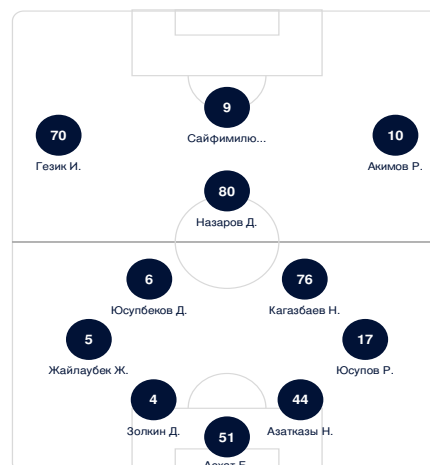 9
Сайфимилю...
70
Гезик И.
10
Акимов Р.
80
Назаров Д.
6
Юсупбеков Д.
76
Кагазбаев Н.
5
Жайлаубек Ж.
17
Юсупов Р.
4
Золкин Д.
44
Азатказы Н.
51